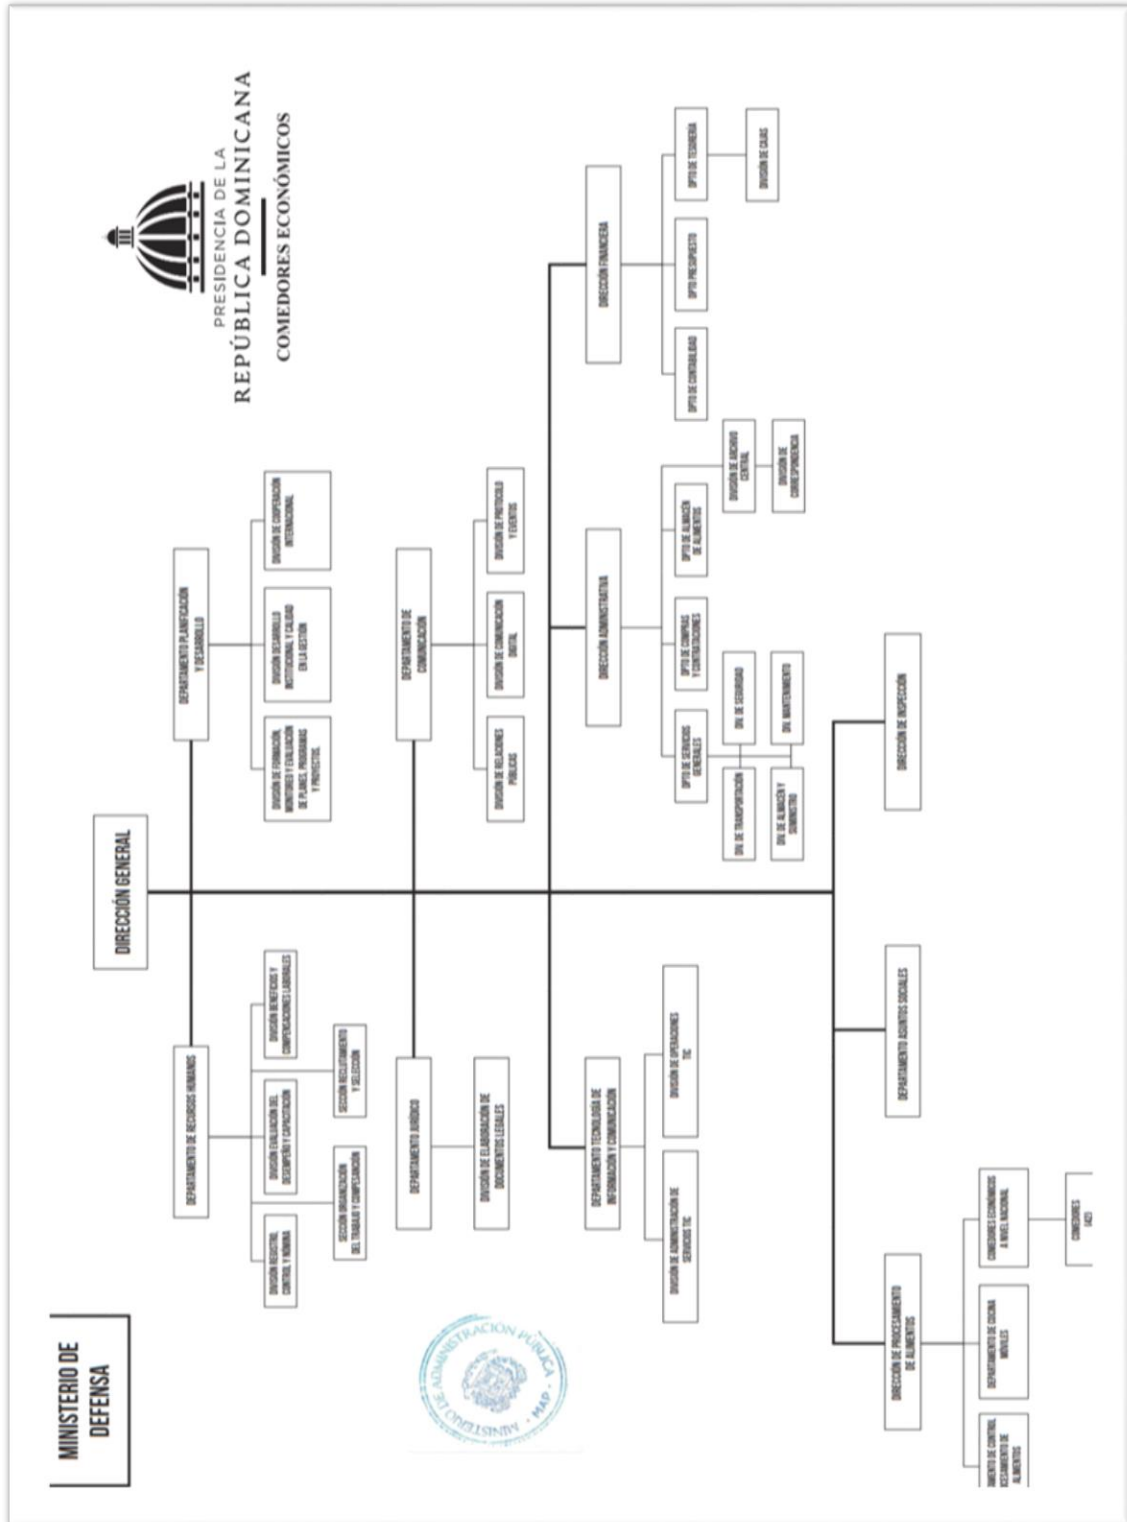 MINISTERIO DE
DEFENSA
PRESIDENCIA DE LA
REPÚBLICA DOMINICANA
COMEDORES ECONÓMICOS
DIRECCIÓN GENERAL
DEPARTAMENTO DE RECURSOS HUMANOS
DIVISIÓN REGISTRO,
CONTROL Y NÓMINA
DIVISIÓN EVALUACIÓN DEL
DESEMPEÑO Y CAPACITACIÓN
DIVISIÓN BENEFICIOS Y
COMPENSACIONES LABORALES
SECCIÓN ORGANIZACIÓN
DEL TRABAJO Y COMPESANCIÓN
SECCIÓN RECLUTAMIENTO
Y SELECCIÓN
DEPARTAMENTO PLANIFICACIÓN
Y DESARROLLO
DIVISIÓN DE FORMACIÓN,
MONITOREO Y EVALUACIÓN
DE PLANES, PROGRAMAS
Y PROYECTOS.
DIVISIÓN DESARROLLO
INSTITUCIONAL Y CALIDAD
EN LA GESTIÓN
DIVISIÓN DE COOPERACIÓN
INTERNACIONAL
DEPARTAMENTO JURÍDICO
DIVISIÓN DE ELABORACIÓN DE
DOCUMENTOS LEGALES
DEPARTAMENTO DE
COMUNICACIÓN
DIVISIÓN DE RELACIONES
PÚBLICAS
DIVISIÓN DE COMUNICACIÓN
DIGITAL
DIVISIÓN DE PROTOCOLO
Y EVENTOS
MINISTERIO DE ADMINISTRACIÓN PÚBLICA
· MAP ·
DEPARTAMENTO TECNOLOGÍA DE
INFORMACIÓN Y COMUNICACIÓN
DIVISIÓN DE ADMINISTRACIÓN DE
SERVICIOS TIC
DIVISIÓN DE OPERACIONES
TIC
DIRECCIÓN ADMINISTRATIVA
DPTO DE SERVICIOS
GENERALES
DPTO DE COMPRAS
Y CONTRATACIONES
DPTO DE ALMACÉN
DE ALIMENTOS
DIV. DE TRANSPORTACIÓN
DIV. DE SEGURIDAD
DIV. DE ALMACÉN Y
SUMINISTRO
DIV. MANTENIMIENTO
DIVISIÓN DE ARCHIVO
CENTRAL
DIVISIÓN DE
CORRESPONDENCIA
DIRECCIÓN FINANCIERA
DPTO DE CONTABILIDAD
DPTO PRESUPUESTO
DPTO DE TESORERÍA
DIVISIÓN DE CAJAS
DIRECCIÓN DE PROCESAMIENTO
DE ALIMENTOS
AMENTO DE CONTROL
CESAMIENTO DE
ALIMENTOS
DEPARTAMENTO DE COCINA
MÓVILES
COMEDORES ECONÓMICOS
A NIVEL NACIONAL
COMEDORES
DEPARTAMENTO ASUNTOS SOCIALES
DIRECCIÓN DE INSPECCIÓN